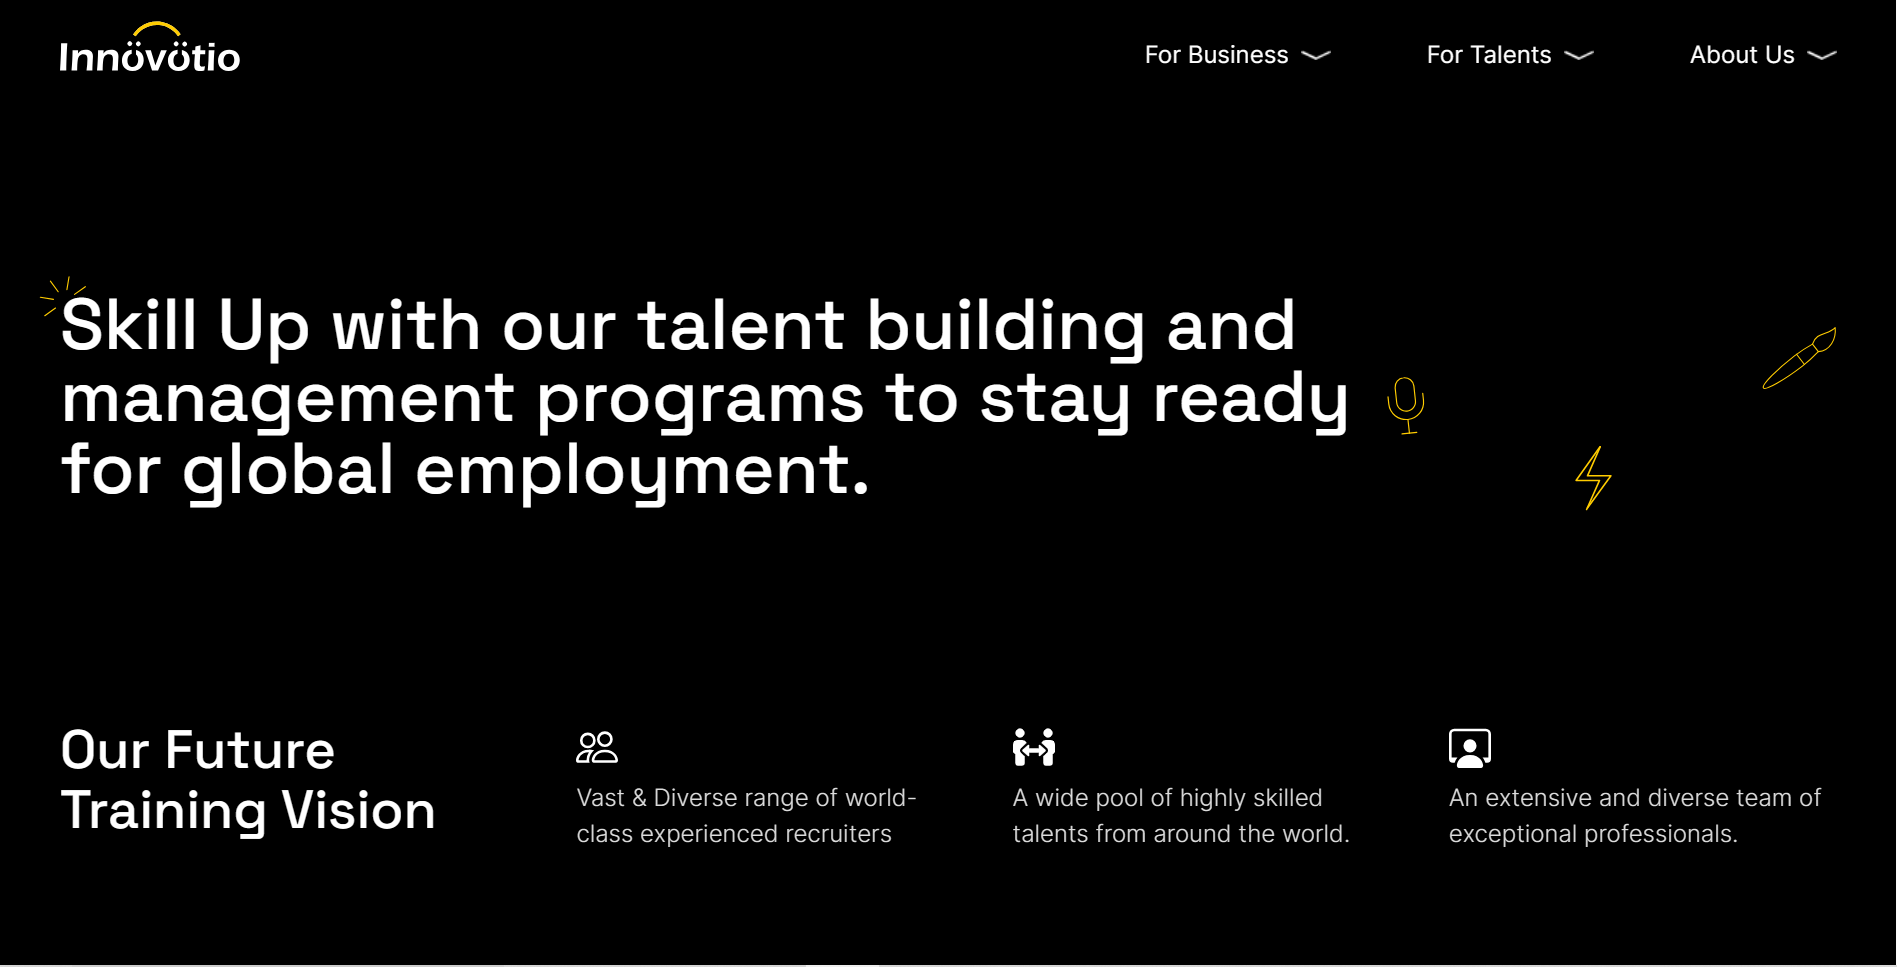 Innövötio
For Business
For Talents
About Us
Skill Up with our talent building and
management programs to stay ready
for global employment.
Our Future
Training Vision
Vast & Diverse range of world-
class experienced recruiters
A wide pool of highly skilled
talents from around the world.
An extensive and diverse team of
exceptional professionals.